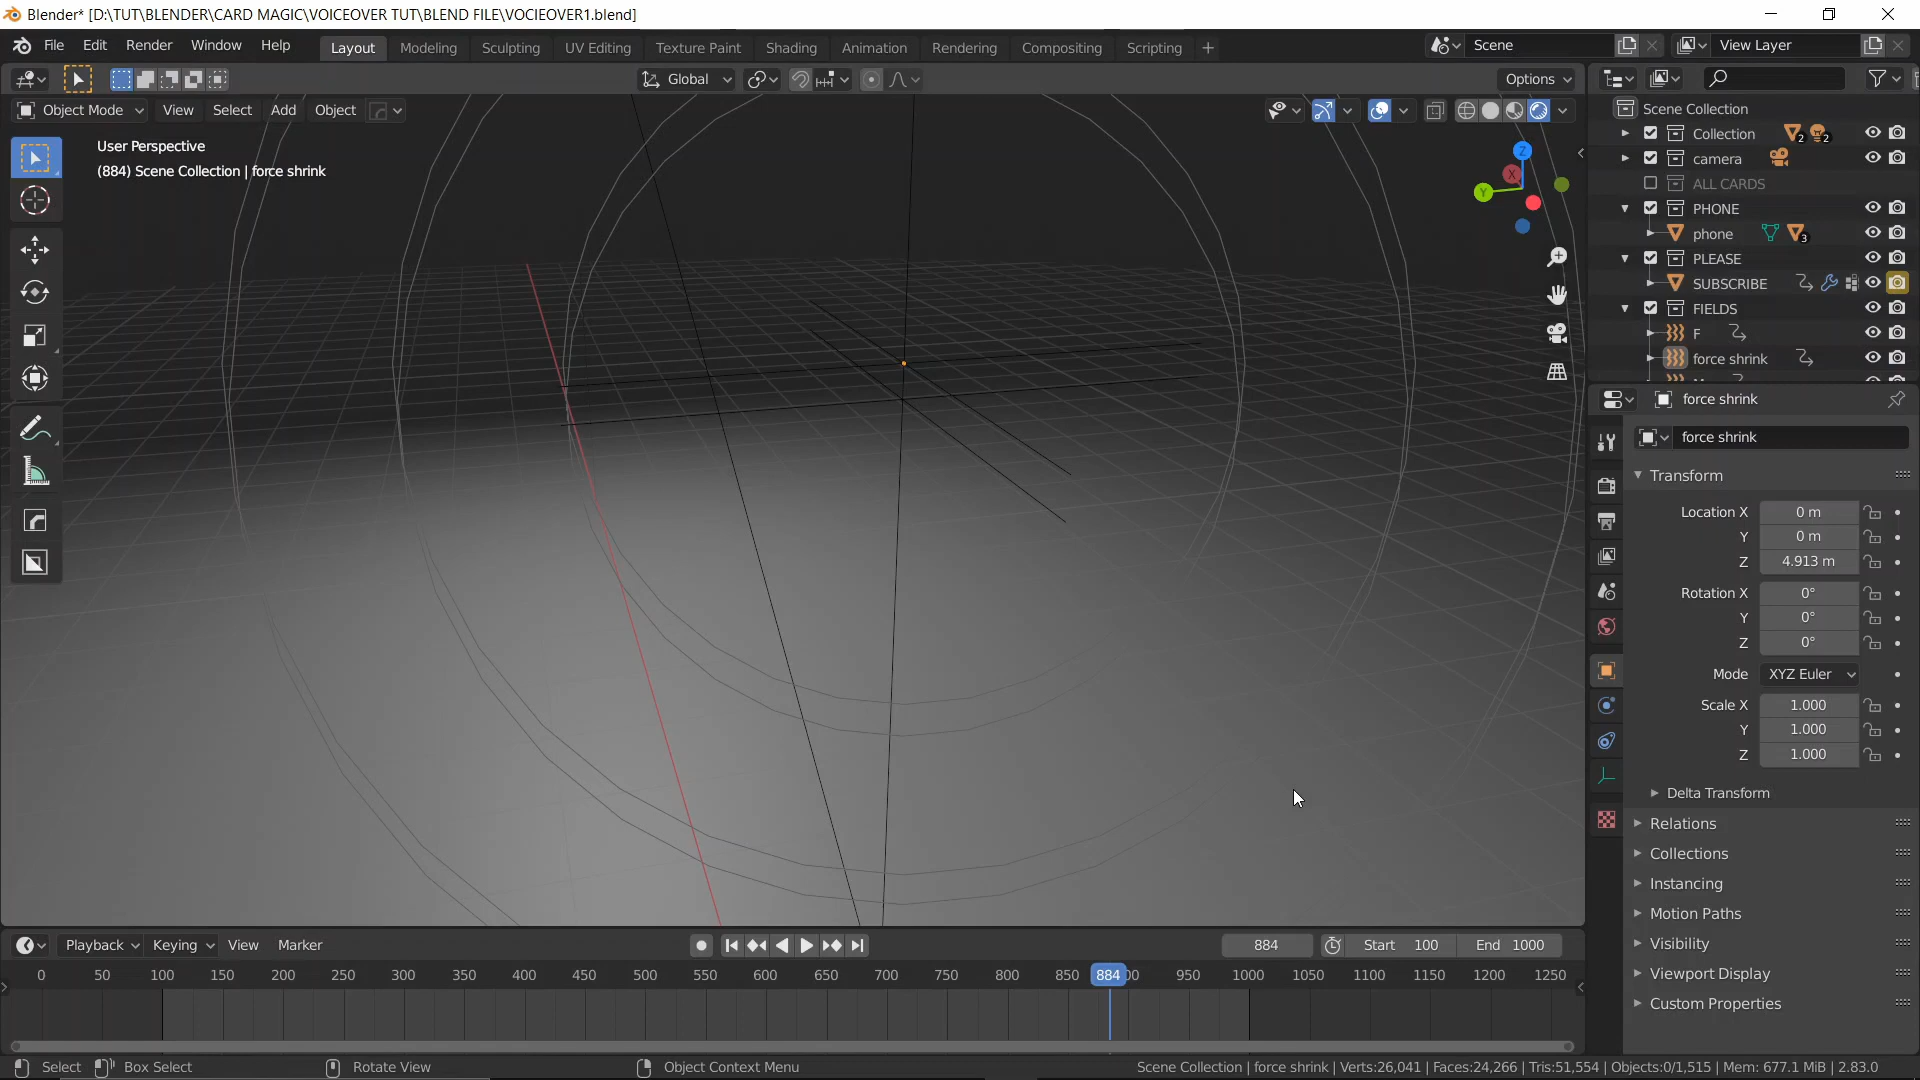 Blender* [D:\TUT\BLENDER\CARD MAGIC\VOICEOVER TUT\BLEND FILE\VOCIEOVER1.blend]
File Edit Render Window Help Layout Modeling Sculpting UV Editing Texture Paint Shading Animation Rendering Compositing Scripting + Scene View Layer
Global Options
Object Mode View Select Add Object
User Perspective
(884) Scene Collection | force shrink
Z
X
Y
Scene Collection
Collection 2 2
camera
ALL CARDS
PHONE
phone 3
PLEASE
SUBSCRIBE
FIELDS
F
force shrink
force shrink
force shrink
Transform
Location X 0 m
Y 0 m
Z 4.913 m
Rotation X 0°
Y 0°
Z 0°
Mode XYZ Euler
Scale X 1.000
Y 1.000
Z 1.000
Delta Transform
Relations
Collections
Instancing
Motion Paths
Visibility
Viewport Display
Custom Properties
Playback Keying View Marker 884 Start 100 End 1000
0 50 100 150 200 250 300 350 400 450 500 550 600 650 700 750 800 850 884 950 1000 1050 1100 1150 1200 1250
Select Box Select Rotate View Object Context Menu Scene Collection | force shrink | Verts:26,041 | Faces:24,266 | Tris:51,554 | Objects:0/1,515 | Mem: 677.1 MiB | 2.83.0